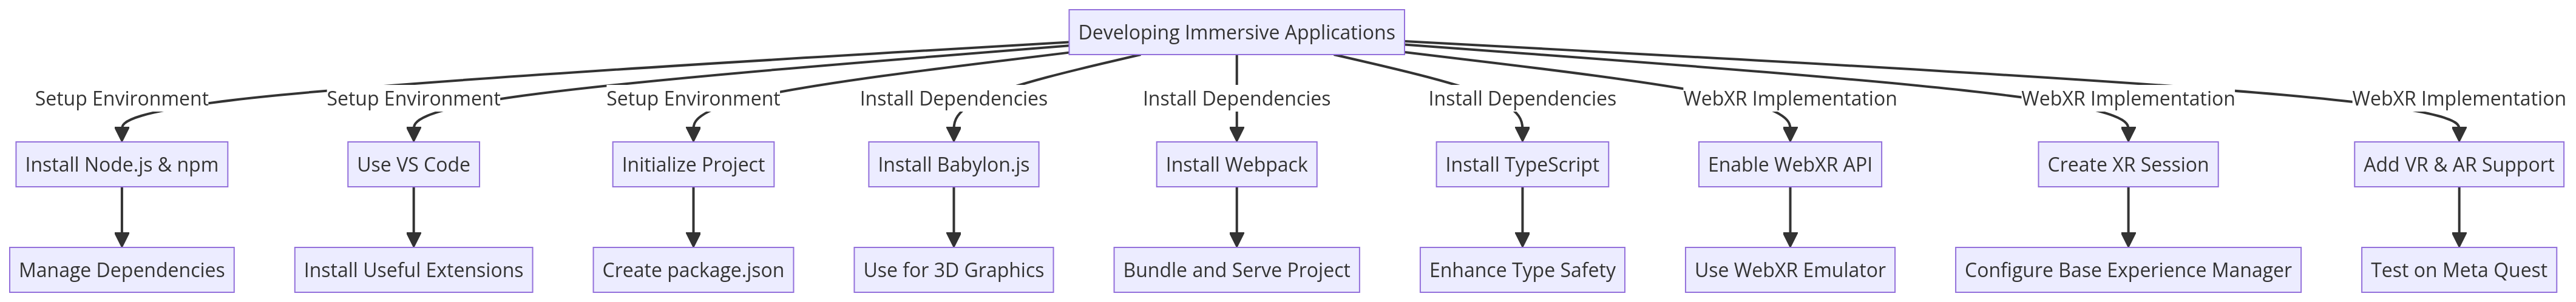 Developing Immersive Applications
Setup Environment
Setup Environment
Setup Environment
Install Dependencies
Install Dependencies
Install Dependencies
WebXR Implementation
WebXR Implementation
WebXR Implementation
Install Node.js & npm
Use VS Code
Initialize Project
Install Babylon.js
Install Webpack
Install TypeScript
Enable WebXR API
Create XR Session
Add VR & AR Support
Manage Dependencies
Install Useful Extensions
Create package.json
Use for 3D Graphics
Bundle and Serve Project
Enhance Type Safety
Use WebXR Emulator
Configure Base Experience Manager
Test on Meta Quest